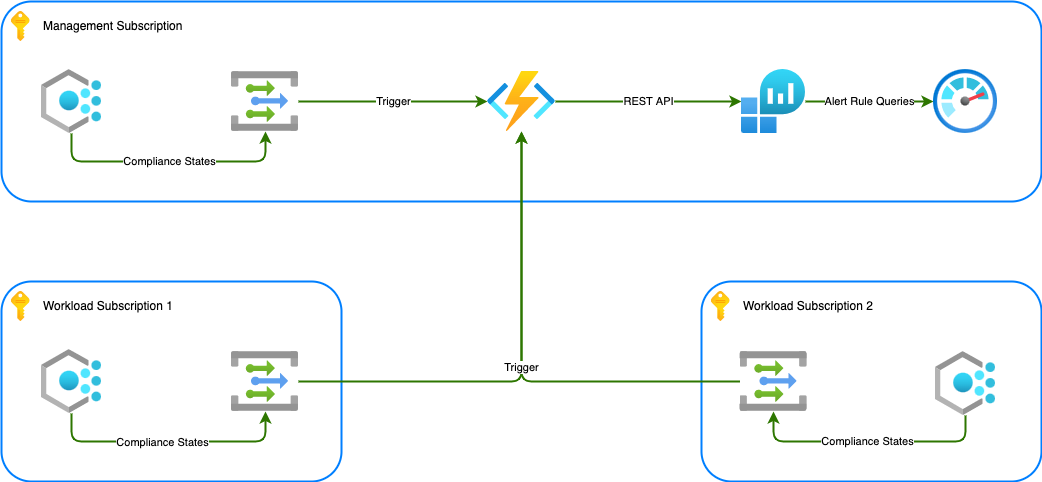 Management Subscription
Trigger
REST API
Alert Rule Queries
Compliance States
Workload Subscription 1
Workload Subscription 2
Trigger
Compliance States
Compliance States